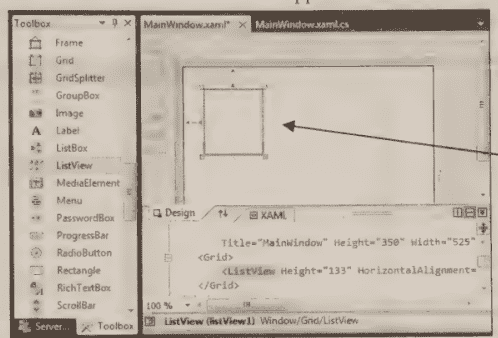 Toolbox
Frame
Grid
GridSplitter
GroupBox
Image
Label
ListBox
ListView
MediaElement
Menu
PasswordBox
ProgressBar
RadioButton
Rectangle
RichTextBox
ScrollBar
Server... Toolbox
MainWindow.xaml* MainWindow.xaml.cs
Design XAML
Title="MainWindow" Height="350" Width="525"
<Grid>
<ListView Height="133" HorizontalAlignment=
</Grid>
100 %
ListView (listView1) Window/Grid/ListView